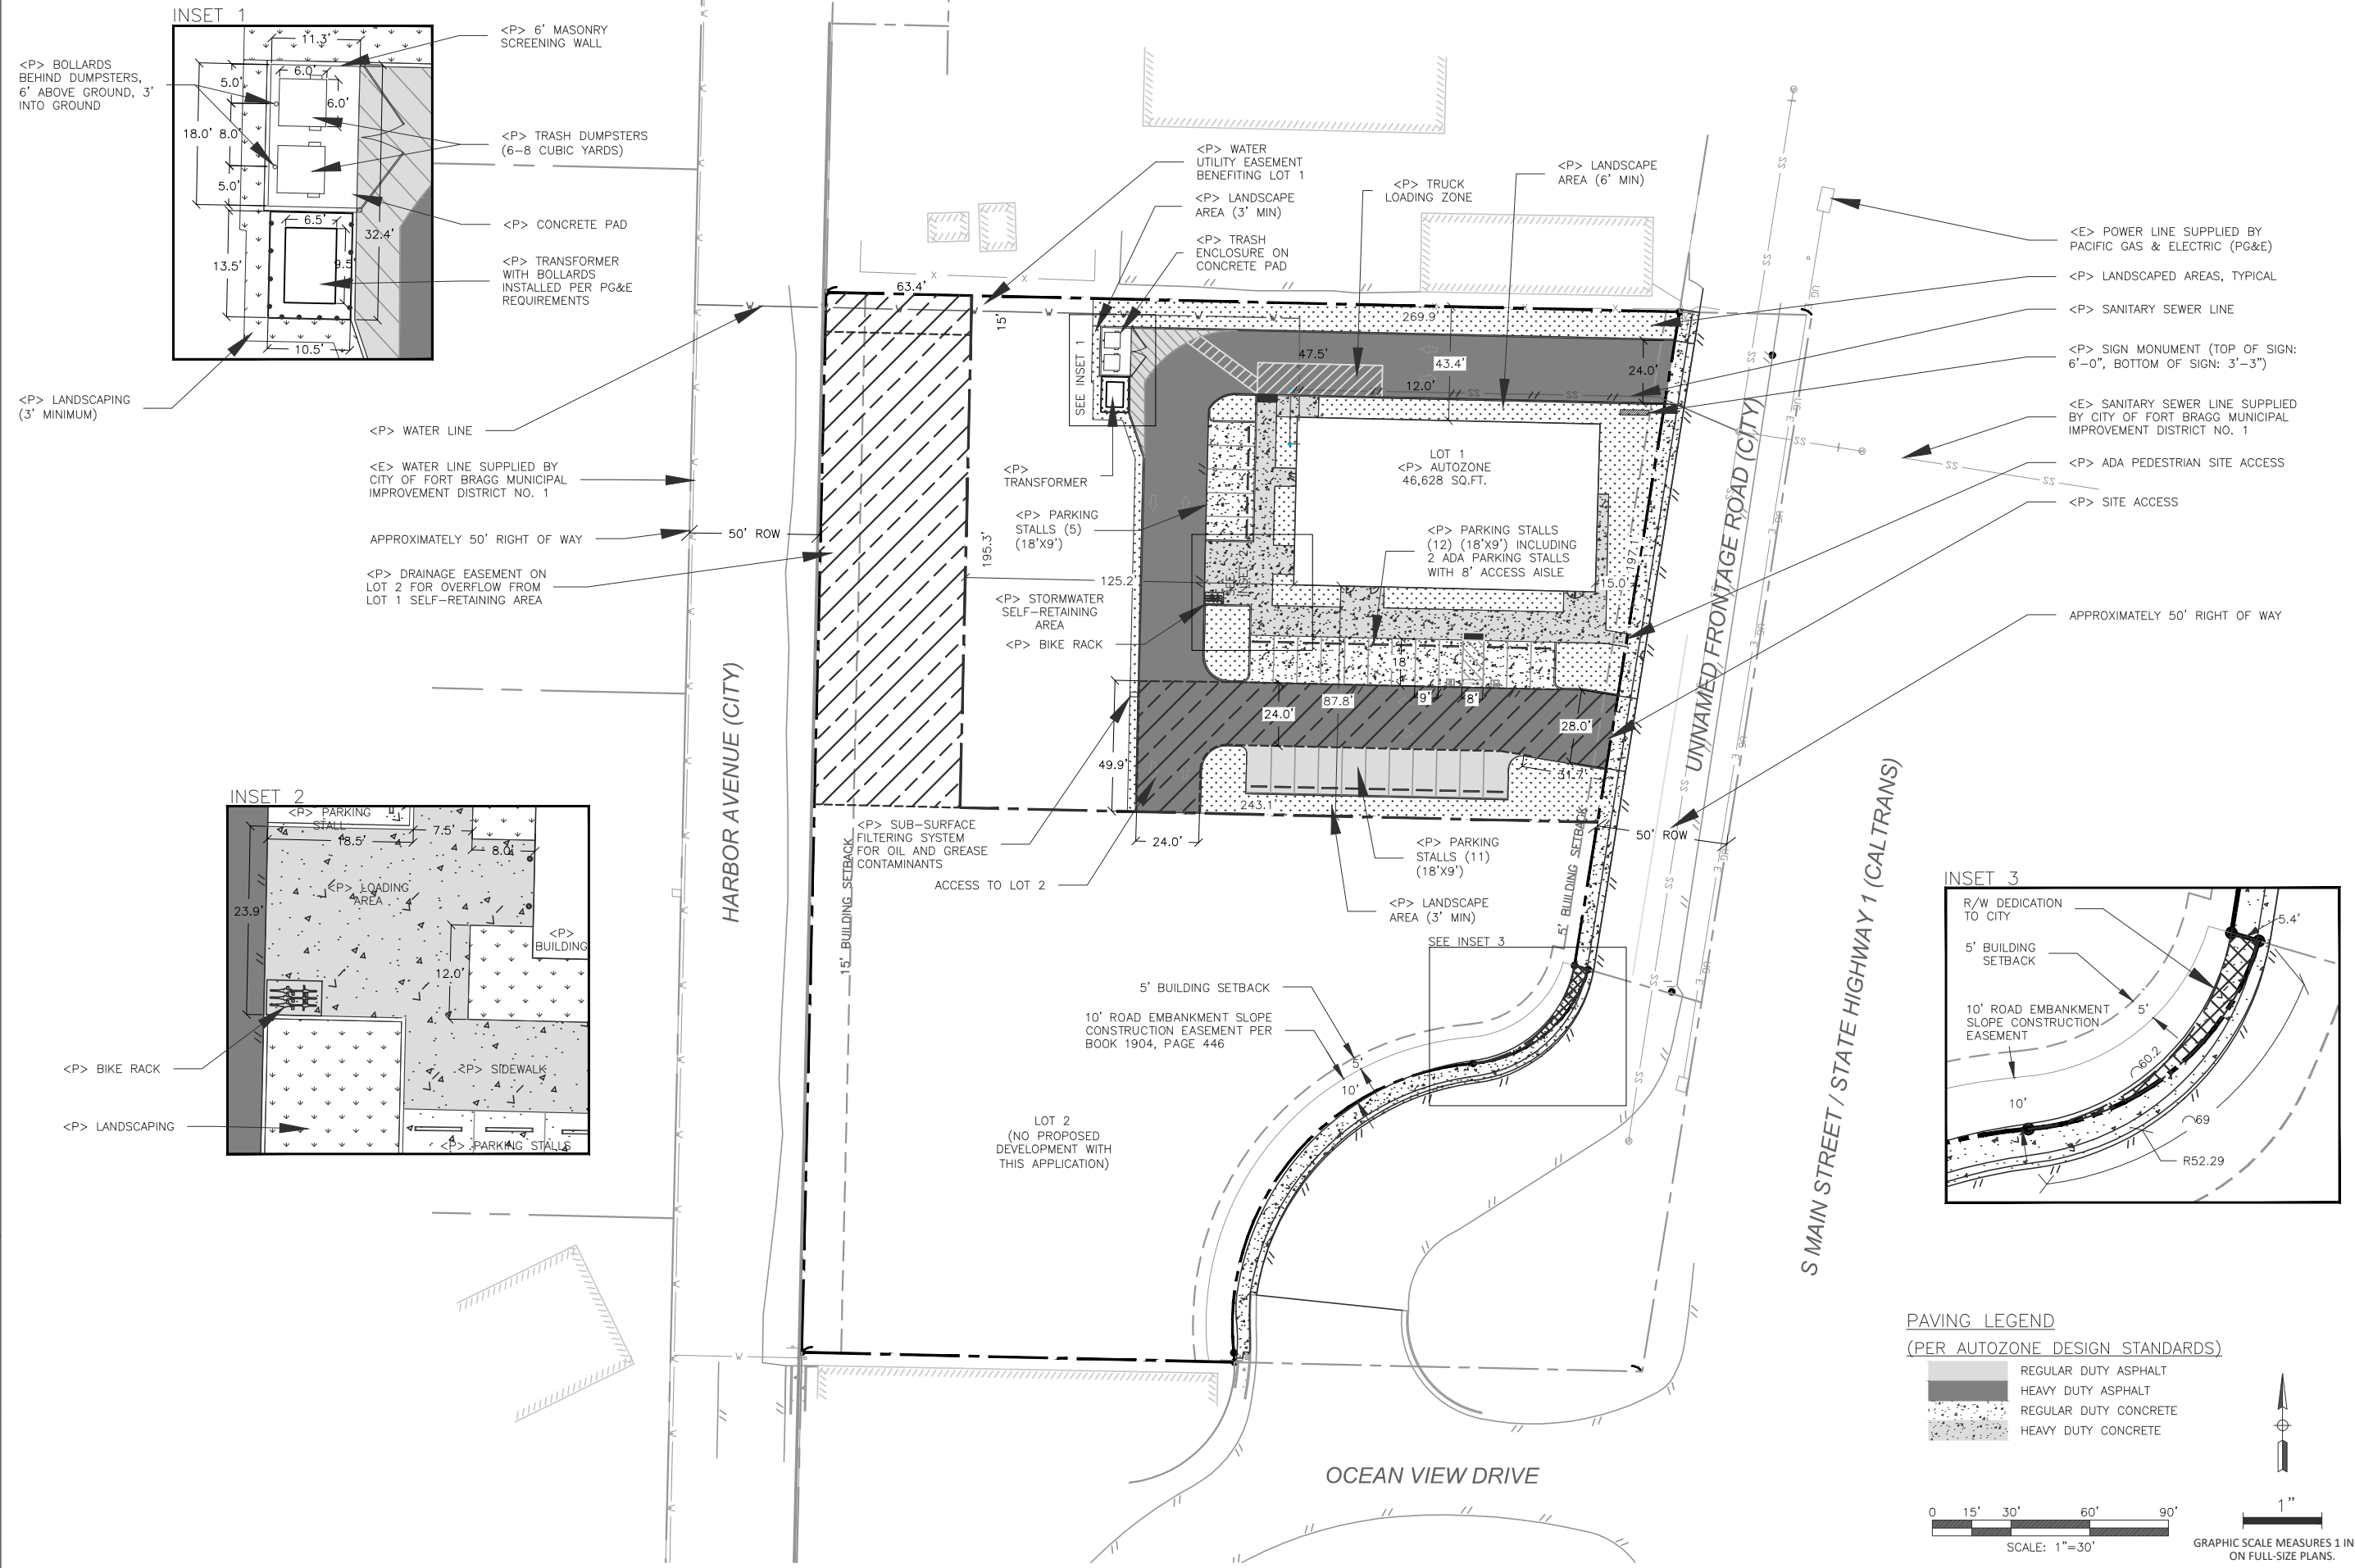 INSET 1
11.3'
6.0'
5.0'
6.0'
18.0'
8.0'
5.0'
6.5'
32.4'
13.5'
9.5'
10.5'
<P> BOLLARDS
BEHIND DUMPSTERS,
6' ABOVE GROUND, 3'
INTO GROUND
<P> 6' MASONRY
SCREENING WALL
<P> TRASH DUMPSTERS
(6-8 CUBIC YARDS)
<P> CONCRETE PAD
<P> TRANSFORMER
WITH BOLLARDS
INSTALLED PER PG&E
REQUIREMENTS
<P> LANDSCAPING
(3' MINIMUM)
<P> WATER LINE
<E> WATER LINE SUPPLIED BY
CITY OF FORT BRAGG MUNICIPAL
IMPROVEMENT DISTRICT NO. 1
APPROXIMATELY 50' RIGHT OF WAY
50' ROW
<P> DRAINAGE EASEMENT ON
LOT 2 FOR OVERFLOW FROM
LOT 1 SELF-RETAINING AREA
<P> WATER
UTILITY EASEMENT
BENEFITING LOT 1
<P> LANDSCAPE
AREA (3' MIN)
<P> TRASH
ENCLOSURE ON
CONCRETE PAD
<P> TRUCK
LOADING ZONE
<P> LANDSCAPE
AREA (6' MIN)
<E> POWER LINE SUPPLIED BY
PACIFIC GAS & ELECTRIC (PG&E)
<P> LANDSCAPED AREAS, TYPICAL
<P> SANITARY SEWER LINE
<P> SIGN MONUMENT (TOP OF SIGN:
6'-0", BOTTOM OF SIGN: 3'-3")
<E> SANITARY SEWER LINE SUPPLIED
BY CITY OF FORT BRAGG MUNICIPAL
IMPROVEMENT DISTRICT NO. 1
<P> ADA PEDESTRIAN SITE ACCESS
<P> SITE ACCESS
APPROXIMATELY 50' RIGHT OF WAY
63.4'
15'
269.9'
SEE INSET 1
47.5'
43.4'
12.0'
24.0'
LOT 1
<P> AUTOZONE
46,628 SQ.FT.
<P>
TRANSFORMER
<P> PARKING
STALLS (5)
(18'X9')
<P> PARKING STALLS
(12) (18'X9') INCLUDING
2 ADA PARKING STALLS
WITH 8' ACCESS AISLE
195.3'
125.2'
15.0'
197.1
<P> STORMWATER
SELF-RETAINING
AREA
<P> BIKE RACK
18'
24.0'
87.8'
9'
8'
28.0'
31.7'
49.9'
243.1
24.0'
<P> SUB-SURFACE
FILTERING SYSTEM
FOR OIL AND GREASE
CONTAMINANTS
ACCESS TO LOT 2
<P> PARKING
STALLS (11)
(18'X9')
<P> LANDSCAPE
AREA (3' MIN)
50' ROW
15' BUILDING SETBACK
5' BUILDING SETBACK
HARBOR AVENUE (CITY)
UNNAMED FRONTAGE ROAD (CITY)
S MAIN STREET / STATE HIGHWAY 1 (CALTRANS)
INSET 2
<P> PARKING
STALL
7.5'
18.5'
8.0'
<P> LOADING
AREA
23.9'
<P>
BUILDING
12.0'
<P> SIDEWALK
<P> PARKING STALLS
<P> BIKE RACK
<P> LANDSCAPING
SEE INSET 3
5' BUILDING SETBACK
10' ROAD EMBANKMENT SLOPE
CONSTRUCTION EASEMENT PER
BOOK 1904, PAGE 446
5'
10'
LOT 2
(NO PROPOSED
DEVELOPMENT WITH
THIS APPLICATION)
INSET 3
R/W DEDICATION
TO CITY
5.4'
5' BUILDING
SETBACK
5'
10' ROAD EMBANKMENT
SLOPE CONSTRUCTION
EASEMENT
60.2
10'
69
R52.29
OCEAN VIEW DRIVE
PAVING LEGEND
(PER AUTOZONE DESIGN STANDARDS)
REGULAR DUTY ASPHALT
HEAVY DUTY ASPHALT
REGULAR DUTY CONCRETE
HEAVY DUTY CONCRETE
0 15' 30' 60' 90'
SCALE: 1"=30'
1"
GRAPHIC SCALE MEASURES 1 IN
ON FULL-SIZE PLANS.